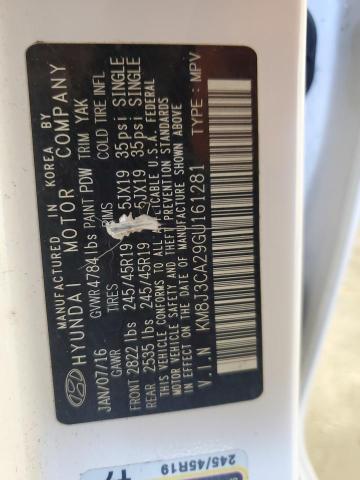 MANUFACTURED IN KOREA BY
HYUNDAI MOTOR COMPANY
JAN/07/16 GVWR 4784 lbs PAINT PDW TRIM YAK
GAWR TIRES RIMS COLD TIRE INFL.
FRONT 2822 lbs 245/45R19 5JX19 35psi SINGLE
REAR 2535 lbs 245/45R19 5JX19 35psi SINGLE
THIS VEHICLE CONFORMS TO ALL APPLICABLE U.S.A. FEDERAL
MOTOR VEHICLE SAFETY AND THEFT PREVENTION STANDARDS
IN EFFECT ON THE DATE OF MANUFACTURE SHOWN ABOVE.
V.I.N KM8J3CA29GU161281 TYPE: MPV
245/45R19